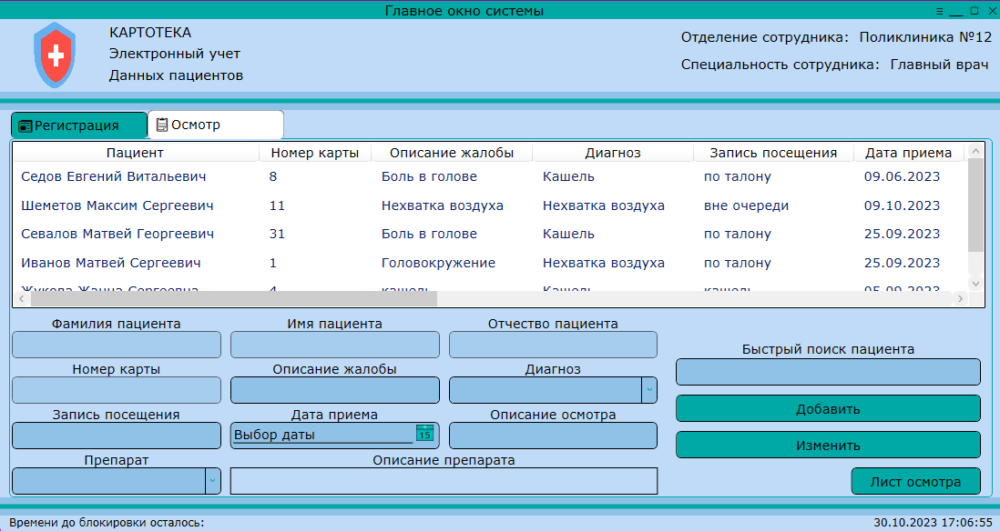 Главное окно системы
КАРТОТЕКА
Электронный учет
Данных пациентов
Отделение сотрудника: Поликлиника №12
Специальность сотрудника: Главный врач
Регистрация Осмотр
Пациент Номер карты Описание жалобы Диагноз Запись посещения Дата приема
Седов Евгений Витальевич 8 Боль в голове Кашель по талону 09.06.2023
Шеметов Максим Сергеевич 11 Нехватка воздуха Нехватка воздуха вне очереди 09.10.2023
Севалов Матвей Георгеевич 31 Боль в голове Кашель по талону 25.09.2023
Иванов Матвей Сергеевич 1 Головокружение Нехватка воздуха по талону 25.09.2023
Жукова Жанна Сергеевна 4 кашель Кашель кашель 05.09.2023
Фамилия пациента Имя пациента Отчество пациента
Быстрый поиск пациента
Номер карты Описание жалобы Диагноз
Добавить
Запись посещения Дата приема Описание осмотра
Выбор даты 15
Изменить
Препарат Описание препарата
Лист осмотра
Времени до блокировки осталось: 30.10.2023 17:06:55